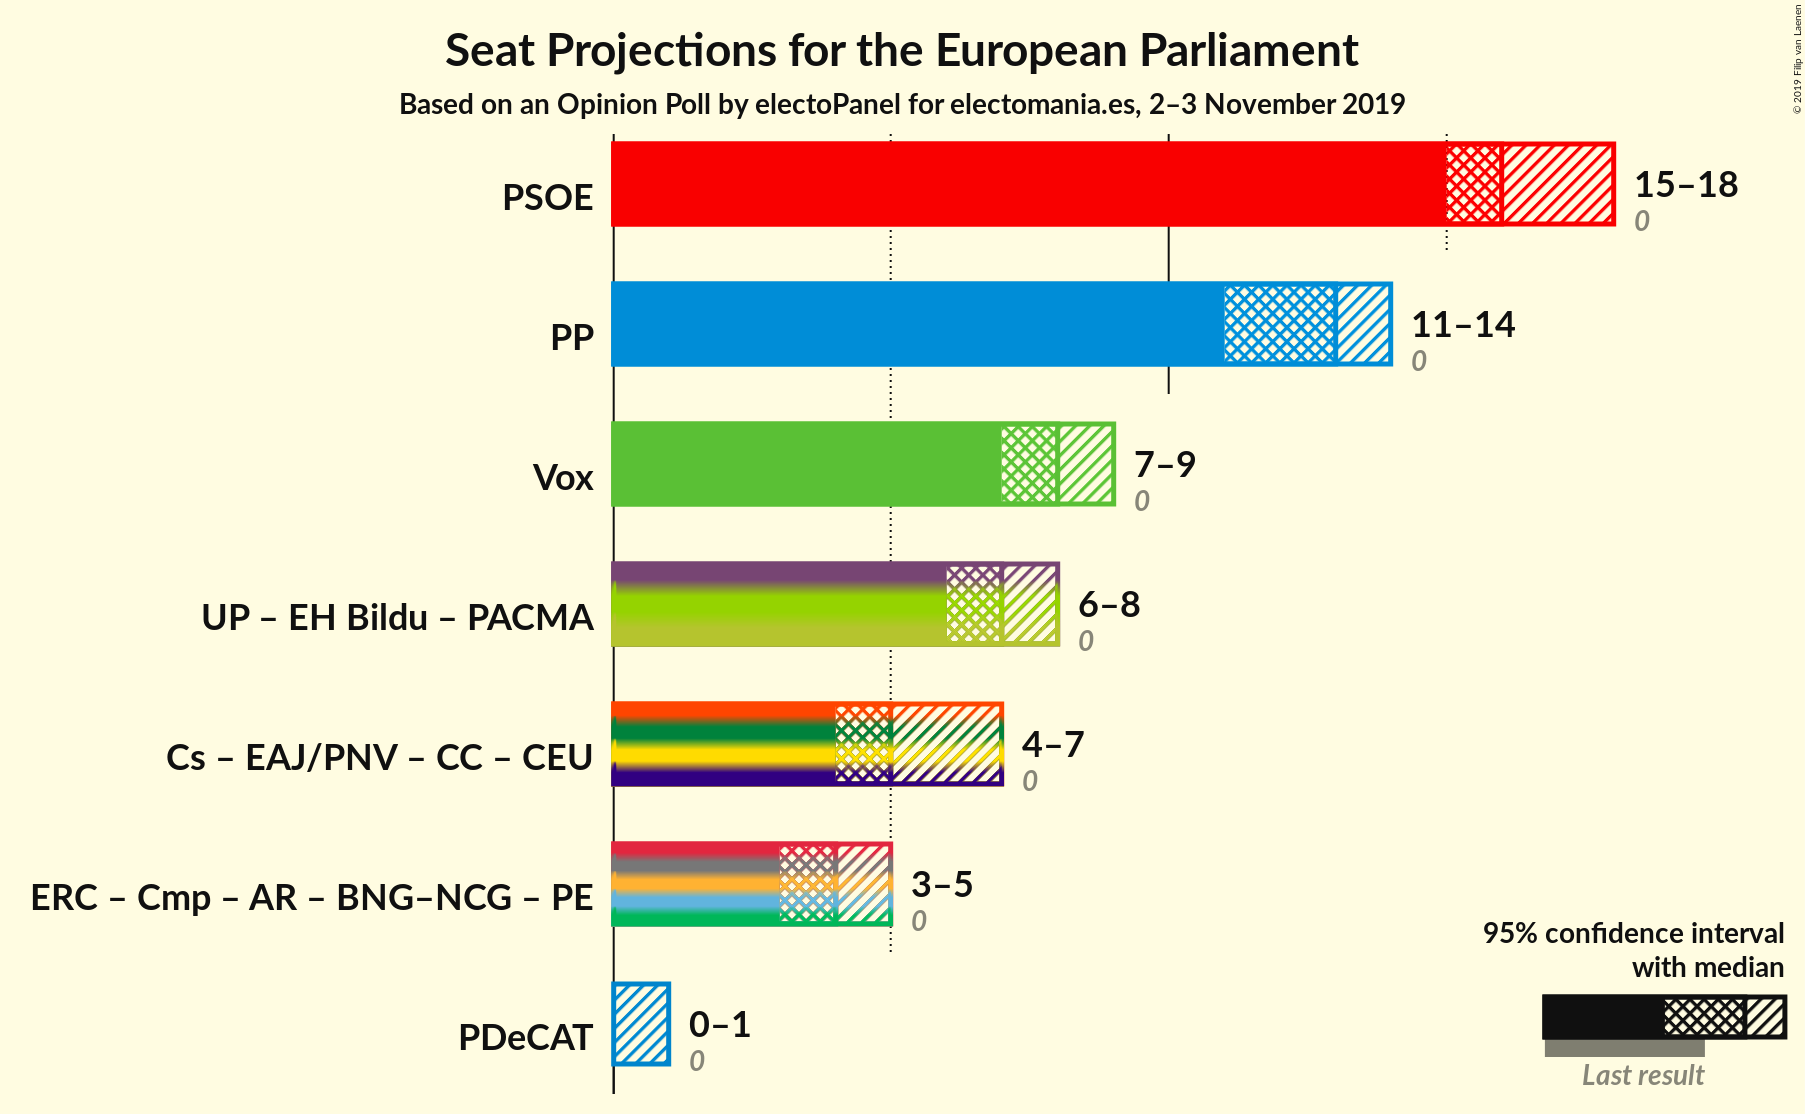 Seat Projections for the European Parliament
Based on an Opinion Poll by electoPanel for electomania.es, 2–3 November 2019
© 2019 Filip van Laenen
PSOE
15–18
0
PP
11–14
0
Vox
7–9
0
UP – EH Bildu – PACMA
6–8
0
Cs – EAJ/PNV – CC – CEU
4–7
0
ERC – Cmp – AR – BNG–NCG – PE
3–5
0
PDeCAT
0–1
0
95% confidence interval
with median
Last result